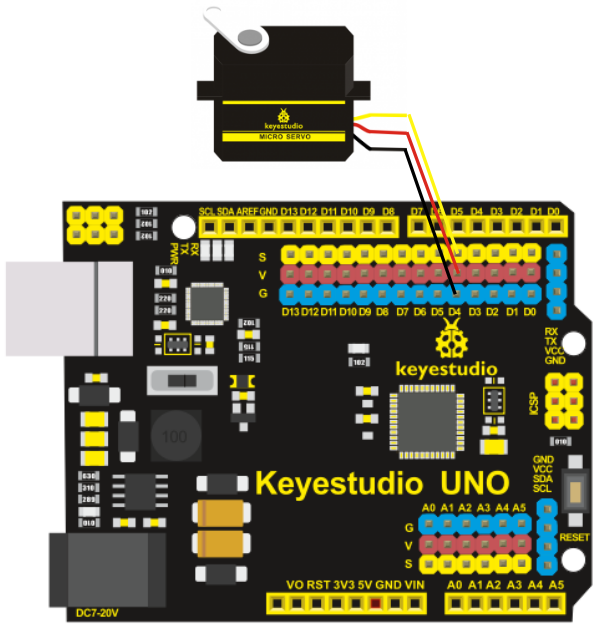 keyestudio
MICRO SERVO
SCL SDA AREF GND D13 D12 D11 D10 D9 D8 D7 D5 D4 D3 D2 D1 D0
RX
TX
PWR
S
V
G
D13 D12 D11 D10 D9 D8 D7 D6 D5 D4 D3 D2 D1 D0
RX
TX
VCC
GND
keyestudio
ICSP
100
Keyestudio UNO
GND
VCC
SDA
SCL
RESET
A0 A1 A2 A3 A4 A5
G
V
S
VO RST 3V3 5V GND VIN A0 A1 A2 A3 A4 A5
DC7-20V